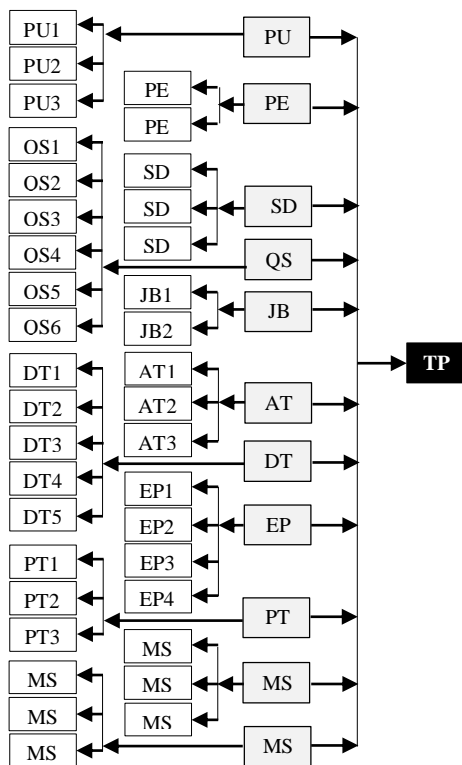 PU1
PU2
PU3
OS1
OS2
OS3
OS4
OS5
OS6
DT1
DT2
DT3
DT4
DT5
PT1
PT2
PT3
MS
MS
MS
PE
PE
SD
SD
SD
JB1
JB2
AT1
AT2
AT3
EP1
EP2
EP3
EP4
MS
MS
MS
PU
PE
SD
QS
JB
AT
DT
EP
PT
MS
MS
TP